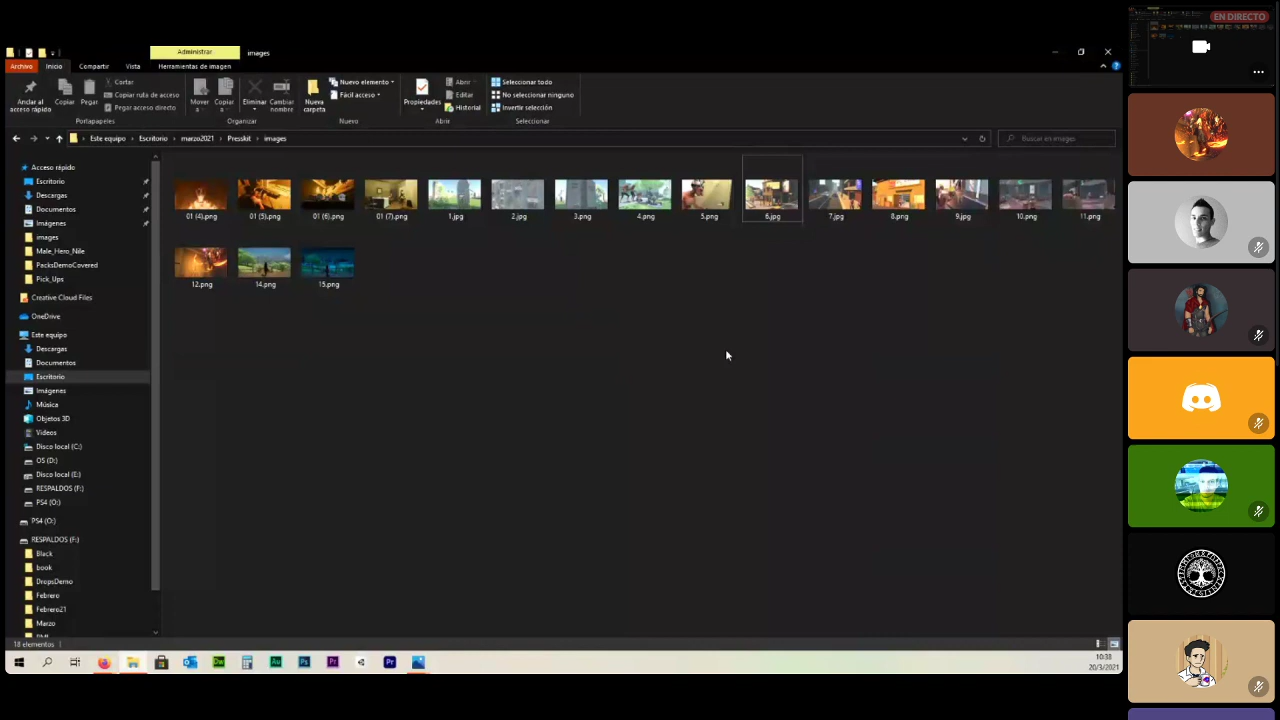 Administrar
images
EN DIRECTO
Archivo
Inicio
Compartir
Vista
Herramientas de imagen
Anclar al acceso rápido
Copiar
Pegar
Cortar
Copiar ruta de acceso
Pegar acceso directo
Mover a
Copiar a
Eliminar
Cambiar nombre
Nueva carpeta
Nuevo elemento
Fácil acceso
Propiedades
Abrir
Editar
Historial
Seleccionar todo
No seleccionar ninguno
Invertir selección
Portapapeles
Organizar
Nuevo
Abrir
Seleccionar
Este equipo > Escritorio > marzo2021 > Presskit > images
Buscar en images
Acceso rápido
Escritorio
Descargas
Documentos
Imágenes
images
Male_Hero_Nile
PacksDemoCovered
Pick_Ups
Creative Cloud Files
OneDrive
Este equipo
Descargas
Documentos
Escritorio
Imágenes
Música
Objetos 3D
Videos
Disco local (C:)
OS (D:)
Disco local (E:)
RESPALDOS (F:)
PS4 (O:)
PS4 (O:)
RESPALDOS (F:)
Black
book
DropsDemo
Febrero
Febrero21
Marzo
01 (4).png
01 (5).png
01 (6).png
01 (7).png
1.jpg
2.jpg
3.png
4.png
5.png
6.jpg
7.jpg
8.png
9.jpg
10.png
11.png
12.png
14.png
15.png
18 elementos
Dw
Au
Ps
Pr
Pr
10:38
20/3/2021